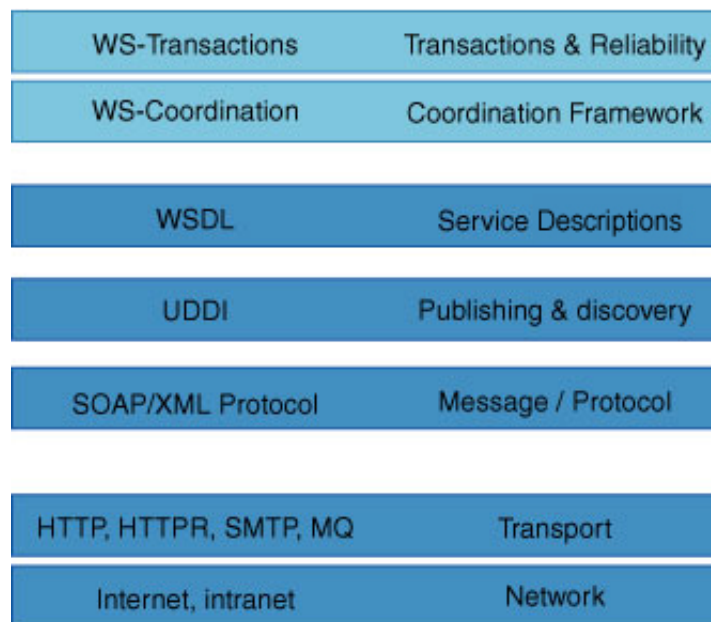 WS-Transactions Transactions & Reliability
WS-Coordination Coordination Framework
WSDL Service Descriptions
UDDI Publishing & discovery
SOAP/XML Protocol Message / Protocol
HTTP, HTTPR, SMTP, MQ Transport
Internet, intranet Network